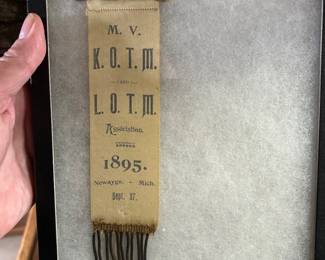 M. V.
K. O. T. M.
AND
L. O. T. M.
Association.
1895.
Newaygo, - Mich.
Sept. 17.